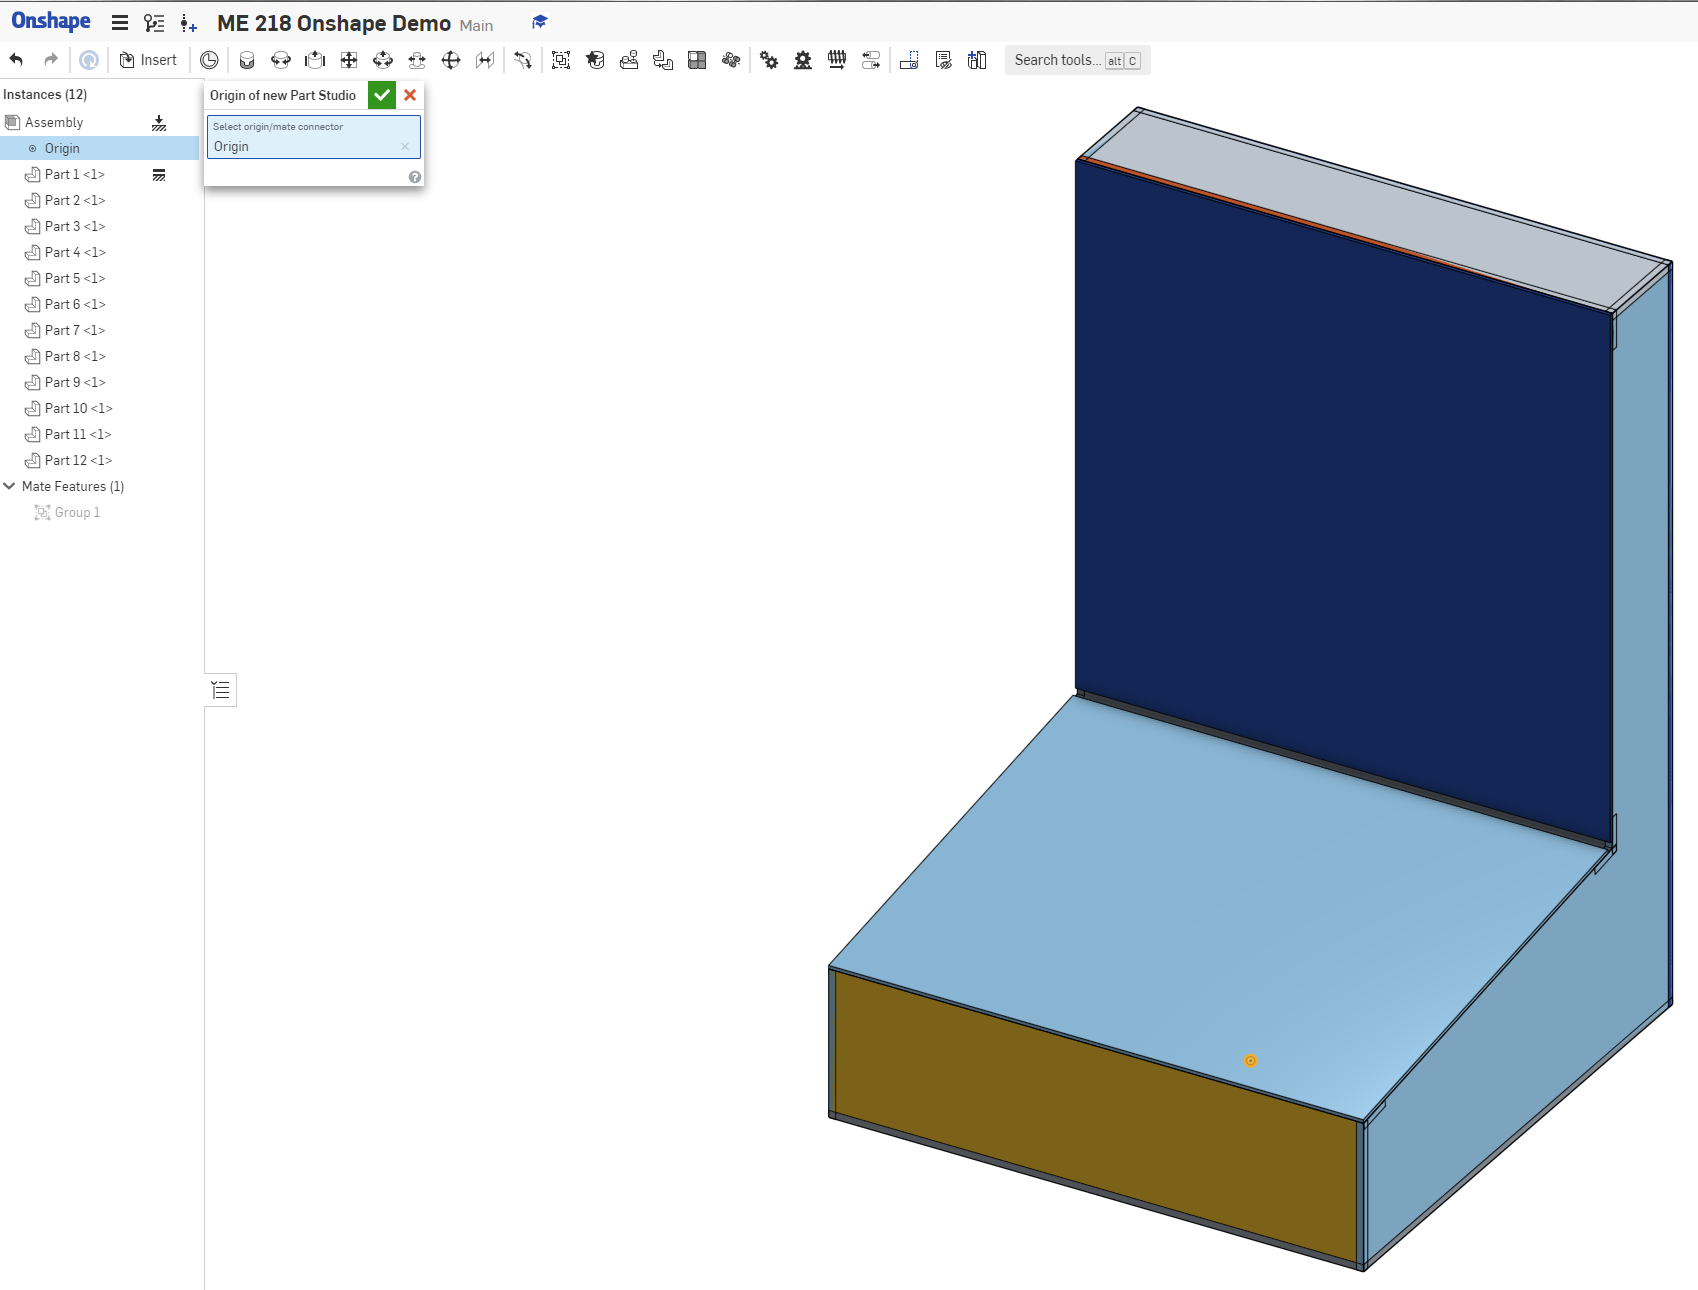 Onshape ME 218 Onshape Demo Main
Insert Search tools... alt C
Instances (12)
Assembly
Origin
Part 1 <1>
Part 2 <1>
Part 3 <1>
Part 4 <1>
Part 5 <1>
Part 6 <1>
Part 7 <1>
Part 8 <1>
Part 9 <1>
Part 10 <1>
Part 11 <1>
Part 12 <1>
Mate Features (1)
Group 1
Origin of new Part Studio
Select origin/mate connector
Origin